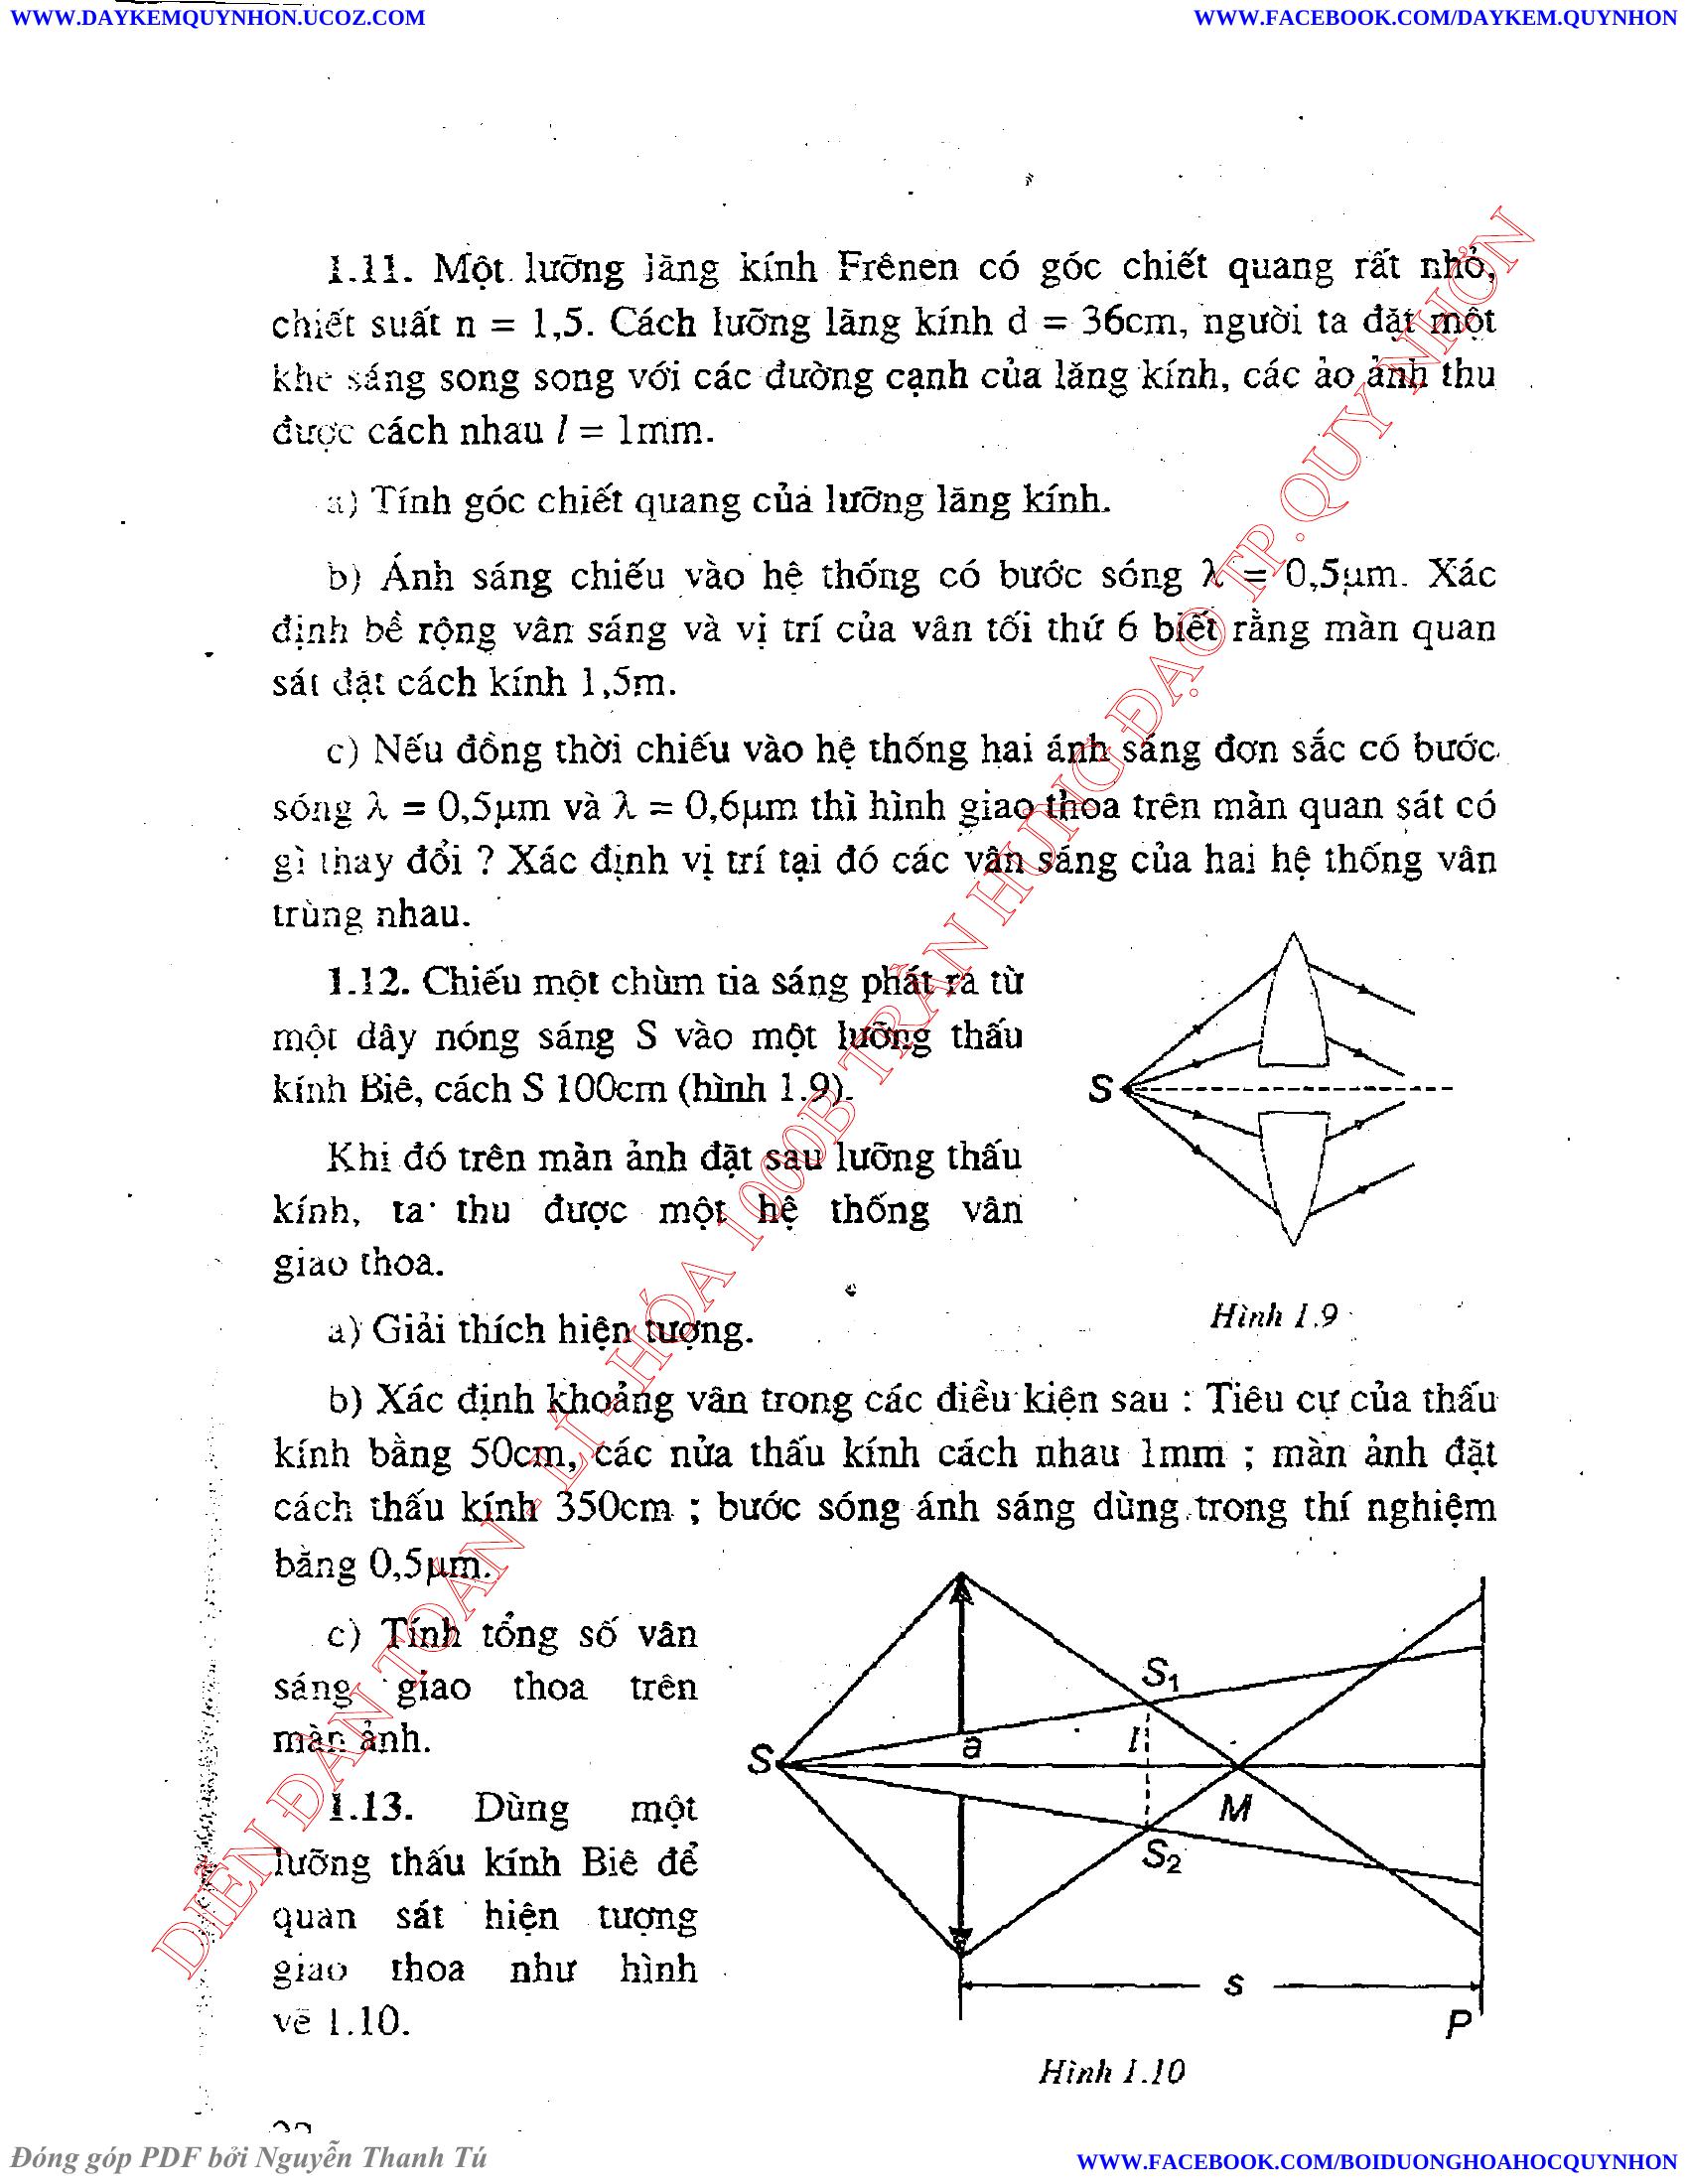 WWW.DAYKEMQUYNHON.UCOZ.COM
WWW.FACEBOOK.COM/DAYKEM.QUYNHON
1.11. Một lưỡng lăng kính Frênen có góc chiết quang rất nhỏ,
chiết suất n = 1,5. Cách lưỡng lăng kính d = 36cm, người ta đặt một
khe sáng song song với các đường cạnh của lăng kính, các ảo ảnh thu
được cách nhau l = 1mm.
a) Tính góc chiết quang của lưỡng lăng kính.
b) Ánh sáng chiếu vào hệ thống có bước sóng λ = 0,5μm. Xác
định bề rộng vân sáng và vị trí của vân tối thứ 6 biết rằng màn quan
sát đặt cách kính 1,5m.
c) Nếu đồng thời chiếu vào hệ thống hai ánh sáng đơn sắc có bước
sóng λ = 0,5μm và λ = 0,6μm thì hình giao thoa trên màn quan sát có
gì thay đổi ? Xác định vị trí tại đó các vân sáng của hai hệ thống vân
trùng nhau.
1.12. Chiếu một chùm tia sáng phát ra từ
một dây nóng sáng S vào một lưỡng thấu
kính Biê, cách S 100cm (hình 1.9).
Khi đó trên màn ảnh đặt sau lưỡng thấu
kính, ta thu được một hệ thống vân
giao thoa.
S
Hình 1.9
a) Giải thích hiện tượng.
b) Xác định khoảng vân trong các điều kiện sau : Tiêu cự của thấu
kính bằng 50cm, các nửa thấu kính cách nhau 1mm ; màn ảnh đặt
cách thấu kính 350cm ; bước sóng ánh sáng dùng trong thí nghiệm
bằng 0,5μm.
c) Tính tổng số vân
sáng giao thoa trên
màn ảnh.
1.13. Dùng một
lưỡng thấu kính Biê để
quan sát hiện tượng
giao thoa như hình
vẽ 1.10.
S
a
S1
l
S2
M
s
P
Hình 1.10
DIỄN ĐÀN TOÁN - LÍ - HÓA 1000B TRẦN HƯNG ĐẠO TP.QUY NHƠN
Đóng góp PDF bởi Nguyễn Thanh Tú
WWW.FACEBOOK.COM/BOIDUONGHOAHOCQUYNHON